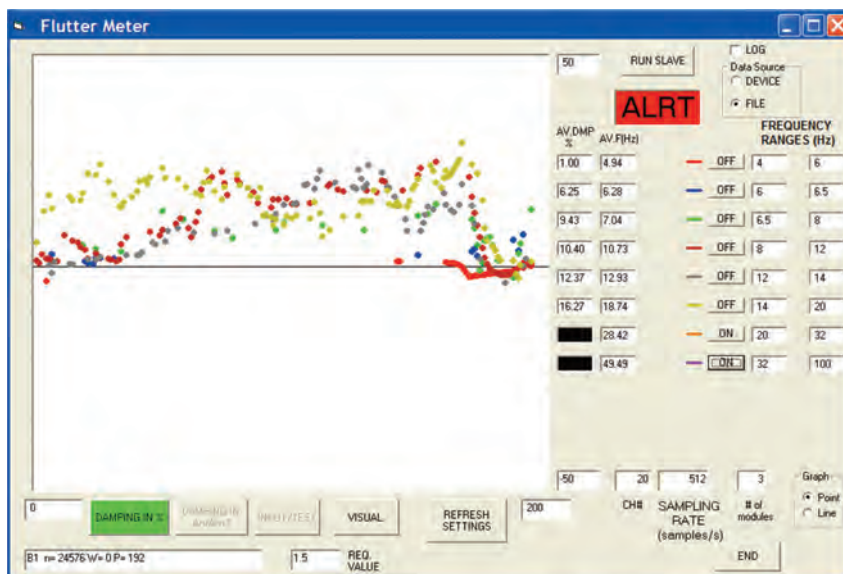 Flutter Meter
50
RUN SLAVE
LOG
Data Source
DEVICE
FILE
ALRT
AV.DMP %
AV.F(Hz)
FREQUENCY RANGES (Hz)
1.00 4.94 OFF 4 6
6.25 6.28 OFF 6 6.5
9.43 7.04 OFF 6.5 8
10.40 10.73 OFF 8 12
12.37 12.93 OFF 12 14
16.27 18.74 OFF 14 20
28.42 ON 20 32
49.49 ON 32 100
-50 20 512 3
Graph
Point
Line
CH# SAMPLING RATE (samples/s) # of modules
0 DAMPING IN % VISUAL REFRESH SETTINGS 200
B1 n= 24576 W= 0 P= 192 1.5 REQ. VALUE END